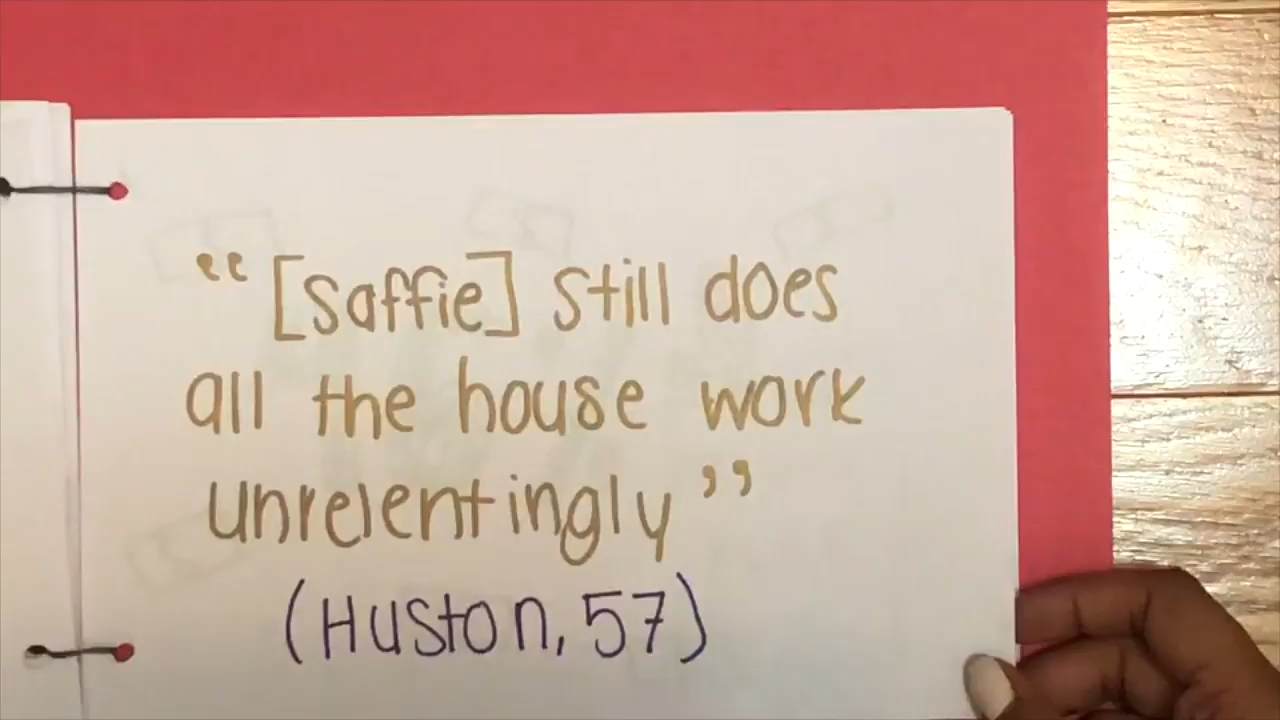 “[Saffie] still does
all the house work
unrelentingly”
(Huston, 57)